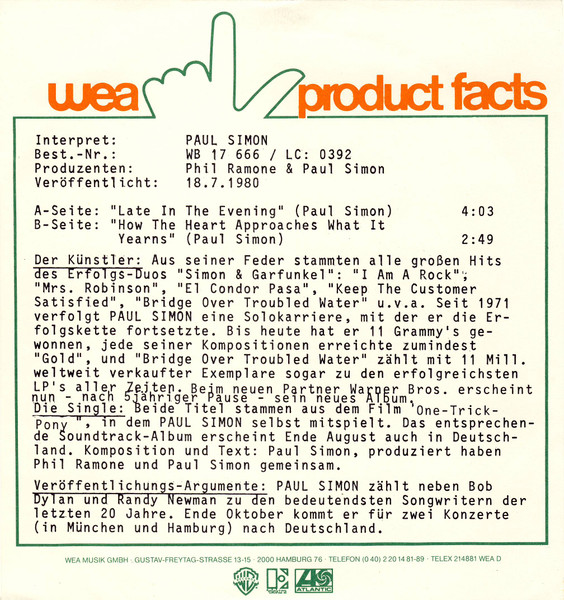 wea product facts
Interpret: PAUL SIMON
Best.-Nr.: WB 17 666 / LC: 0392
Produzenten: Phil Ramone & Paul Simon
Veröffentlicht: 18.7.1980
A-Seite: "Late In The Evening" (Paul Simon) 4:03
B-Seite: "How The Heart Approaches What It
Yearns" (Paul Simon) 2:49
Der Künstler: Aus seiner Feder stammten alle großen Hits
des Erfolgs-Duos "Simon & Garfunkel": "I Am A Rock",
"Mrs. Robinson", "El Condor Pasa", "Keep The Customer
Satisfied", "Bridge Over Troubled Water" u.v.a. Seit 1971
verfolgt PAUL SIMON eine Solokarriere, mit der er die Er-
folgskette fortsetzte. Bis heute hat er 11 Grammy's ge-
wonnen, jede seiner Kompositionen erreichte zumindest
"Gold", und "Bridge Over Troubled Water" zählt mit 11 Mill.
weltweit verkaufter Exemplare sogar zu den erfolgreichsten
LP's aller Zeiten. Beim neuen Partner Warner Bros. erscheint
nun - nach 5jähriger Pause - sein neues Album.
Die Single: Beide Titel stammen aus dem Film "One-Trick-
Pony", in dem PAUL SIMON selbst mitspielt. Das entsprechen-
de Soundtrack-Album erscheint Ende August auch in Deutsch-
land. Komposition und Text: Paul Simon, produziert haben
Phil Ramone und Paul Simon gemeinsam.
Veröffentlichungs-Argumente: PAUL SIMON zählt neben Bob
Dylan und Randy Newman zu den bedeutendsten Songwritern der
letzten 20 Jahre. Ende Oktober kommt er für zwei Konzerte
(in München und Hamburg) nach Deutschland.
WEA MUSIK GMBH · GUSTAV-FREYTAG-STRASSE 13-15 · 2000 HAMBURG 76 · TELEFON (0 40) 2 20 14 81-89 · TELEX 214881 WEA D
ATLANTIC